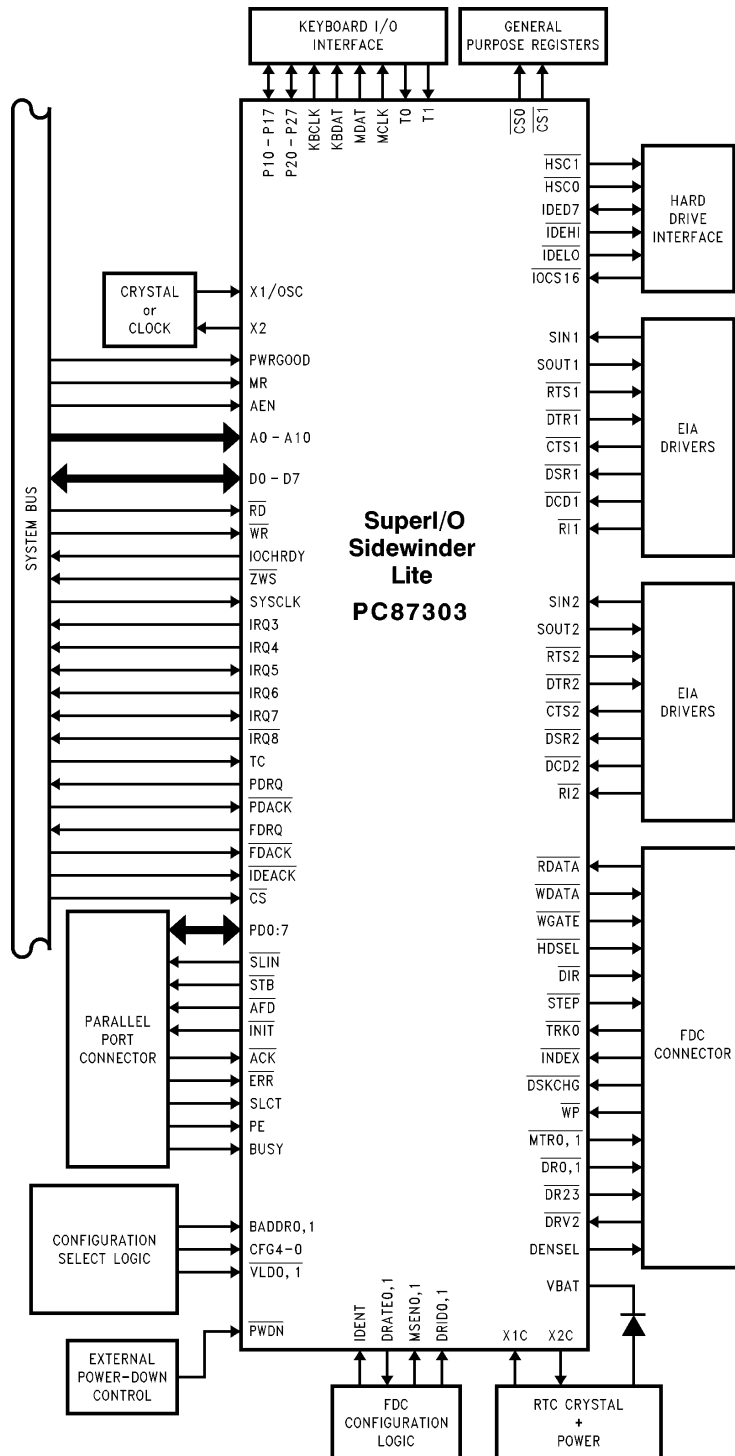 KEYBOARD I/O
INTERFACE
GENERAL
PURPOSE REGISTERS
P10-P17
P20-P27
KBCLK
KBDAT
MDAT
MCLK
T0
T1
CS0
CS1
SYSTEM BUS
CRYSTAL
or
CLOCK
X1/OSC
X2
PWRGOOD
MR
AEN
A0-A10
D0-D7
RD
WR
IOCHRDY
ZWS
SYSCLK
IRQ3
IRQ4
IRQ5
IRQ6
IRQ7
IRQ8
TC
PDRQ
PDACK
FDRQ
FDACK
IDEACK
CS
PARALLEL
PORT
CONNECTOR
PD0:7
SLIN
STB
AFD
INIT
ACK
ERR
SLCT
PE
BUSY
CONFIGURATION
SELECT LOGIC
BADDR0,1
CFG4-0
VLD0,1
EXTERNAL
POWER-DOWN
CONTROL
PWDN
SuperI/O
Sidewinder
Lite
PC87303
HSC1
HSC0
IDED7
IDEHI
IDELO
IOCS16
HARD
DRIVE
INTERFACE
SIN1
SOUT1
RTS1
DTR1
CTS1
DSR1
DCD1
RI1
EIA
DRIVERS
SIN2
SOUT2
RTS2
DTR2
CTS2
DSR2
DCD2
RI2
EIA
DRIVERS
RDATA
WDATA
WGATE
HDSEL
DIR
STEP
TRK0
INDEX
DSKCHG
WP
MTR0,1
DR0,1
DR23
DRV2
DENSEL
FDC
CONNECTOR
VBAT
IDENT
DRATE0,1
MSEN0,1
DRID0,1
X1C
X2C
FDC
CONFIGURATION
LOGIC
RTC CRYSTAL
+
POWER